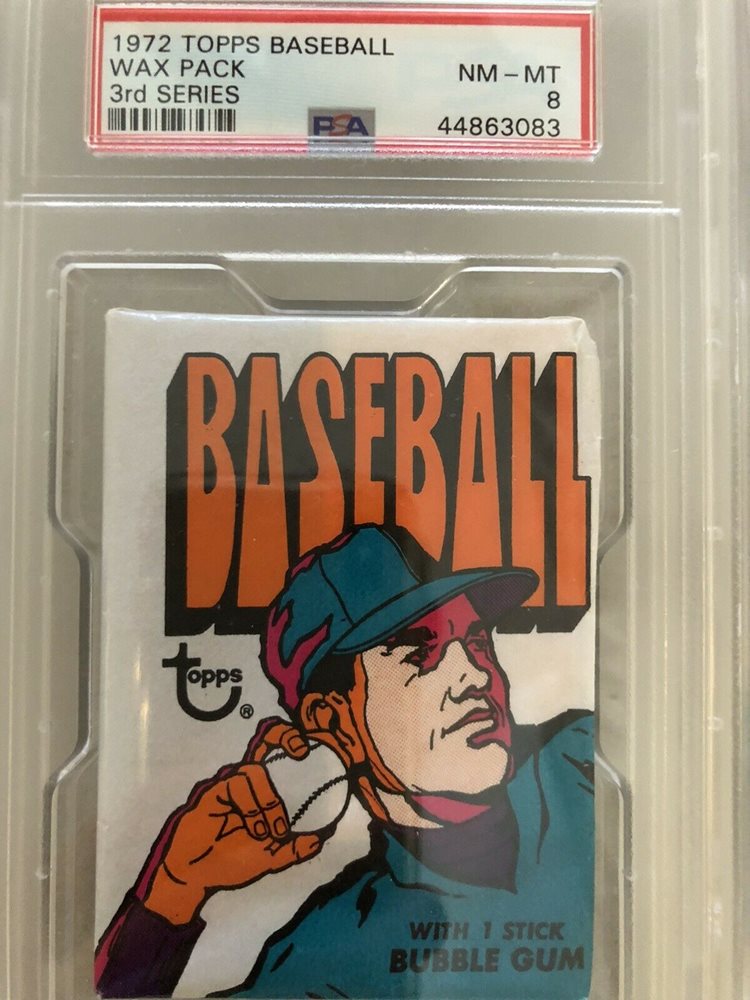 1972 TOPPS BASEBALL
WAX PACK
NM – MT
3rd SERIES
8
PSA
44863083
BASEBALL
topps
®
WITH 1 STICK
BUBBLE GUM